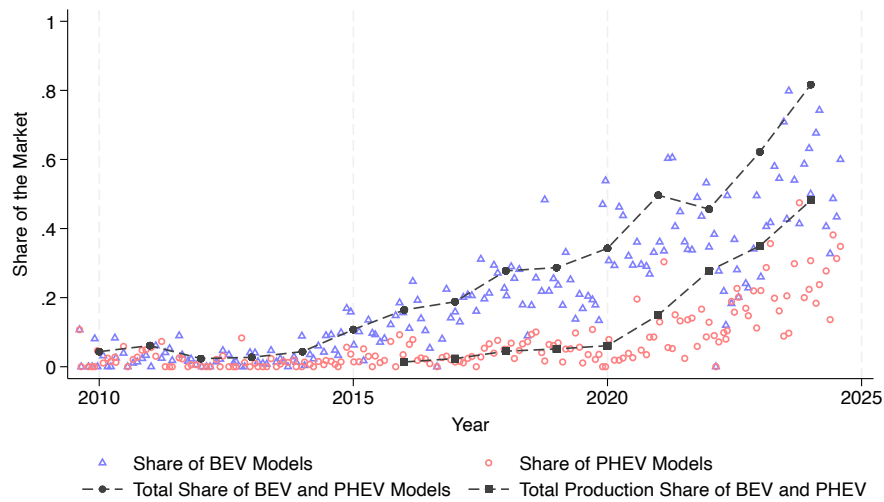 Share of the Market
1
.8
.6
.4
.2
0
2010 2015 2020 2025
Year
Share of BEV Models Share of PHEV Models
Total Share of BEV and PHEV Models Total Production Share of BEV and PHEV